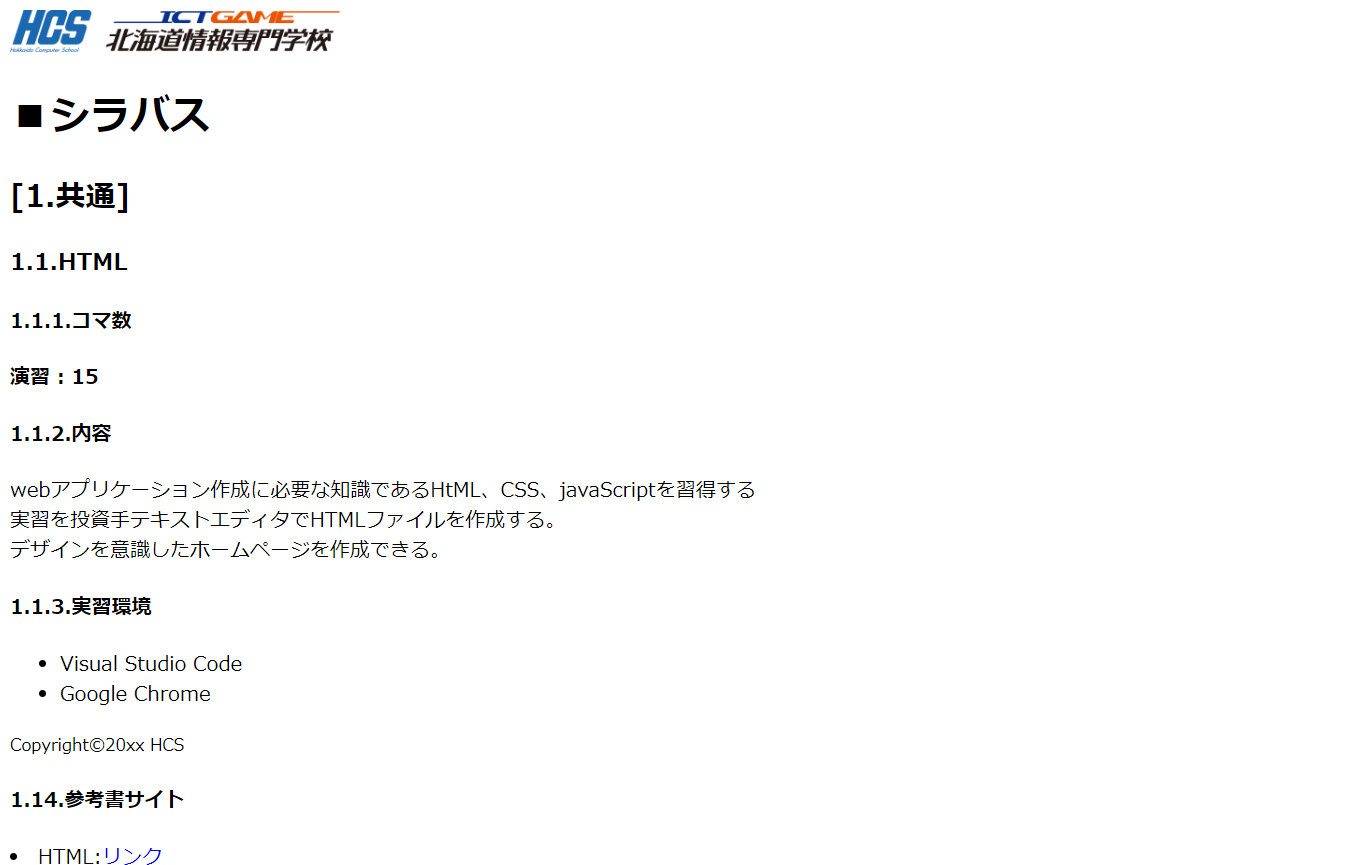 HCS
Hokkaido Computer School
ICTGAME
北海道情報専門学校
■シラバス
[1.共通]
1.1.HTML
1.1.1.コマ数
演習：15
1.1.2.内容
webアプリケーション作成に必要な知識であるHtML、CSS、javaScriptを習得する
実習を投資手テキストエディタでHTMLファイルを作成する。
デザインを意識したホームページを作成できる。
1.1.3.実習環境
• Visual Studio Code
• Google Chrome
Copyright©20xx HCS
1.14.参考書サイト
• HTML:リンク